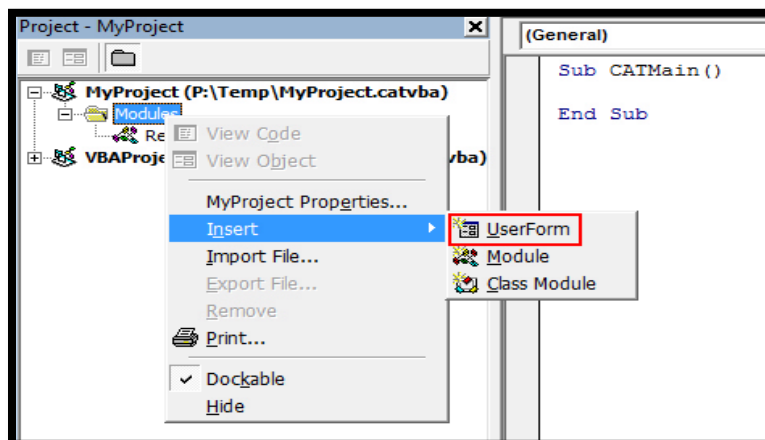 Project - MyProject
(General)
Sub CATMain()
End Sub
MyProject (P:\Temp\MyProject.catvba)
Modules
Re
VBAProje
vba)
View Code
View Object
MyProject Properties...
Insert
Import File...
Export File...
Remove
Print...
Dockable
Hide
UserForm
Module
Class Module